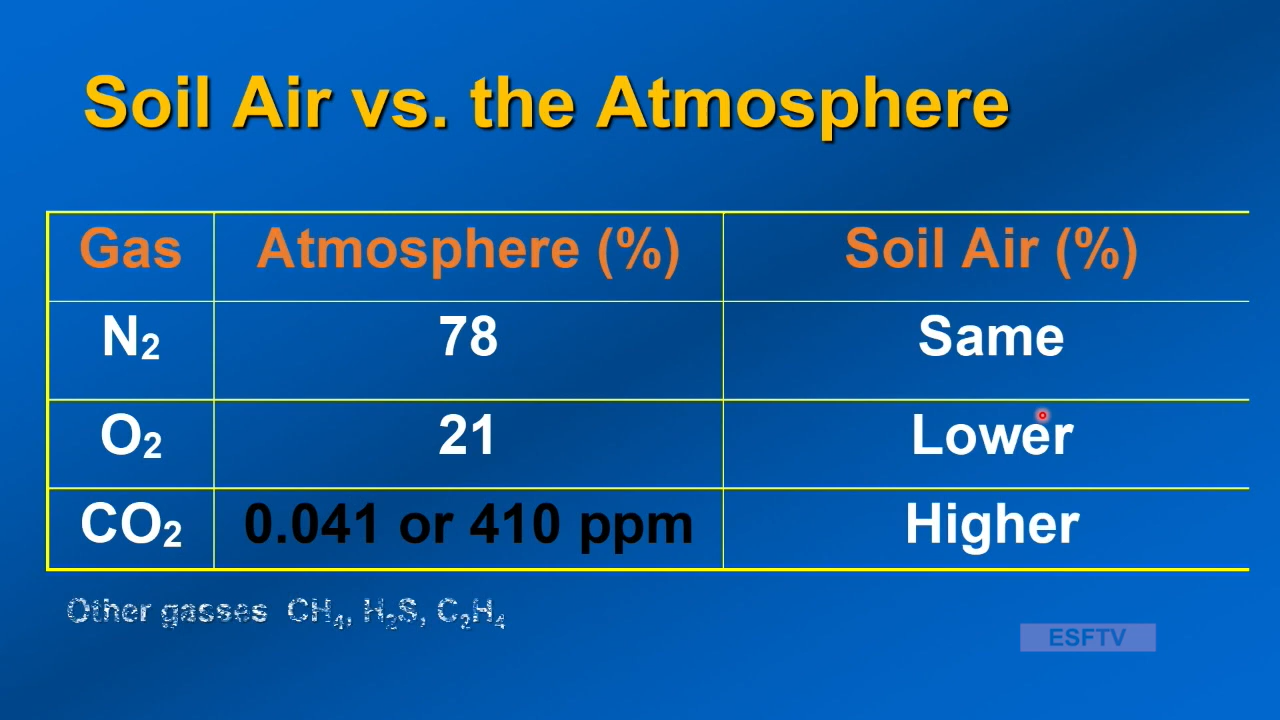 Soil Air vs. the Atmosphere
Gas Atmosphere (%) Soil Air (%)
N₂ 78 Same
O₂ 21 Lower
CO₂ 0.041 or 410 ppm Higher
Other gasses CH₄, H₂S, C₂H₄
ESFTV